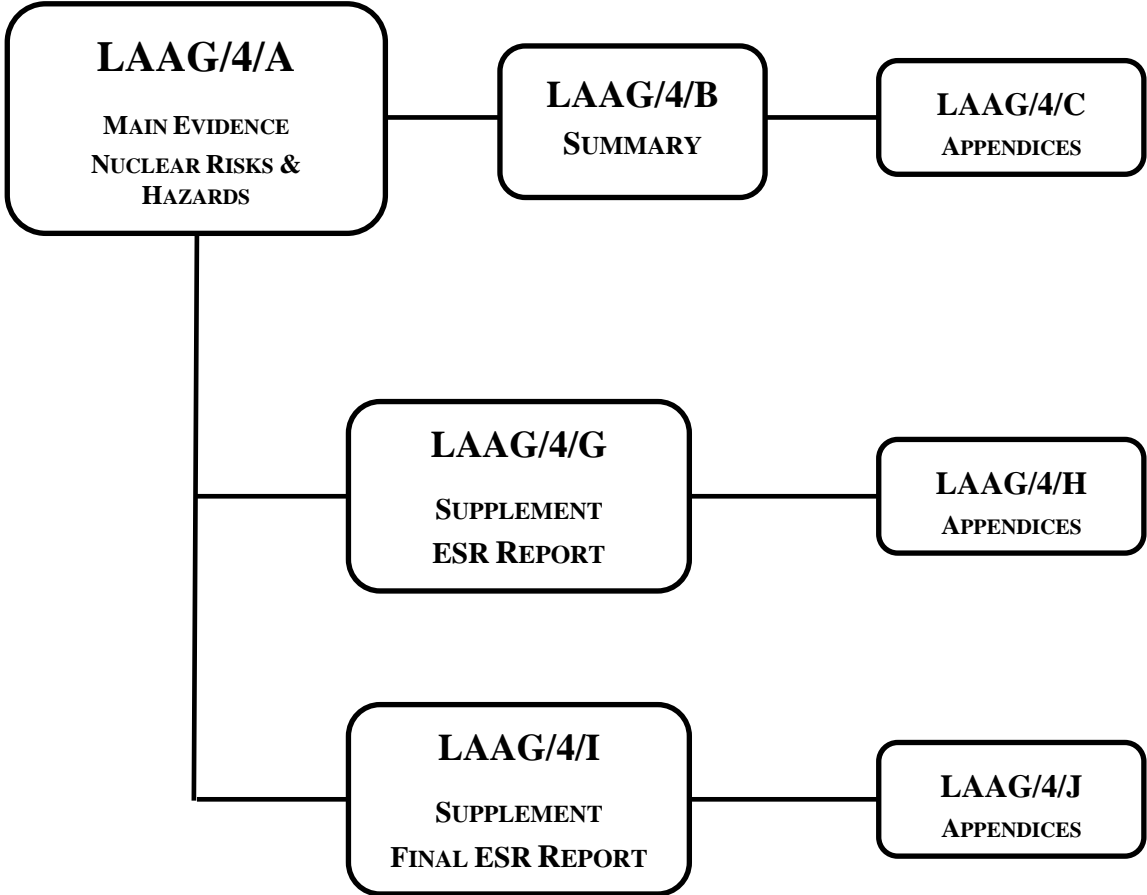 LAAG/4/A
MAIN EVIDENCE
NUCLEAR RISKS &
HAZARDS
LAAG/4/B
SUMMARY
LAAG/4/C
APPENDICES
LAAG/4/G
SUPPLEMENT
ESR REPORT
LAAG/4/H
APPENDICES
LAAG/4/I
SUPPLEMENT
FINAL ESR REPORT
LAAG/4/J
APPENDICES